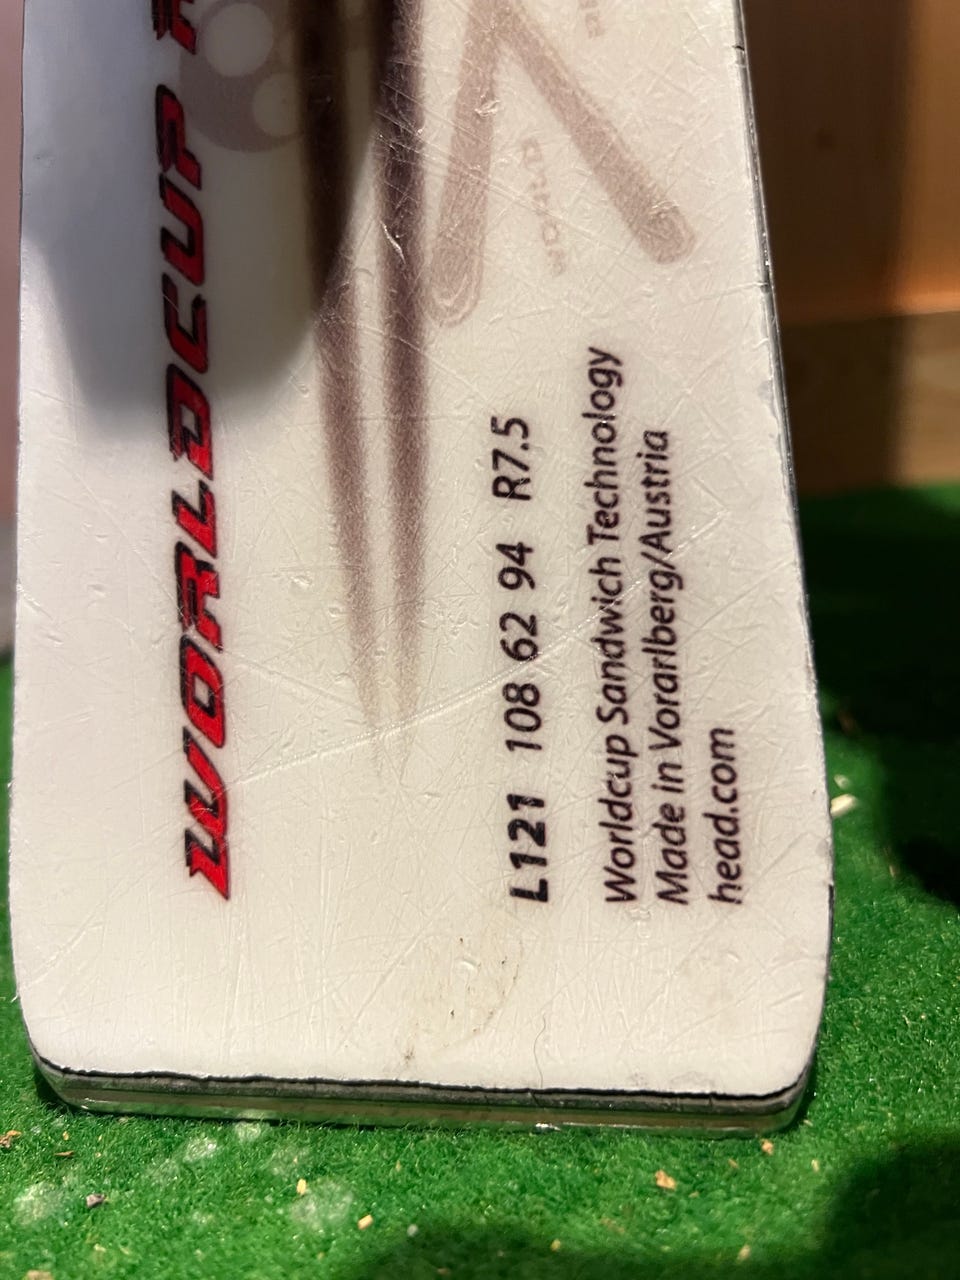 WORLDCUP
L121 108 62 94 R7.5
Worldcup Sandwich Technology
Made in Vorarlberg/Austria
head.com